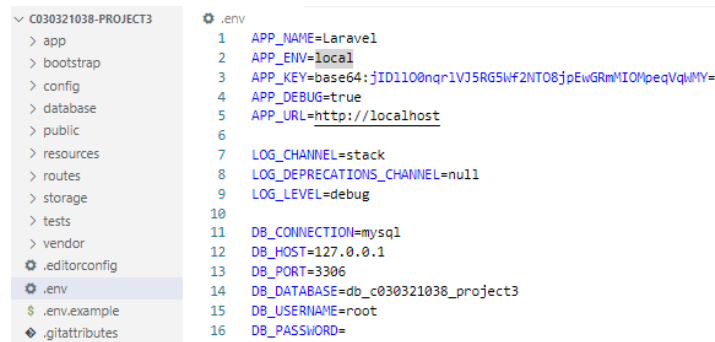 C030321038-PROJECT3
app
bootstrap
config
database
public
resources
routes
storage
tests
vendor
.editorconfig
.env
.env.example
.gitattributes
.env
1 APP_NAME=Laravel
2 APP_ENV=local
3 APP_KEY=base64:jIDllO0nqrlVJ5RG5Wf2NTO8jpEwGRmMIOMpeqVqWMY=
4 APP_DEBUG=true
5 APP_URL=http://localhost
6
7 LOG_CHANNEL=stack
8 LOG_DEPRECATIONS_CHANNEL=null
9 LOG_LEVEL=debug
10
11 DB_CONNECTION=mysql
12 DB_HOST=127.0.0.1
13 DB_PORT=3306
14 DB_DATABASE=db_c030321038_project3
15 DB_USERNAME=root
16 DB_PASSWORD=